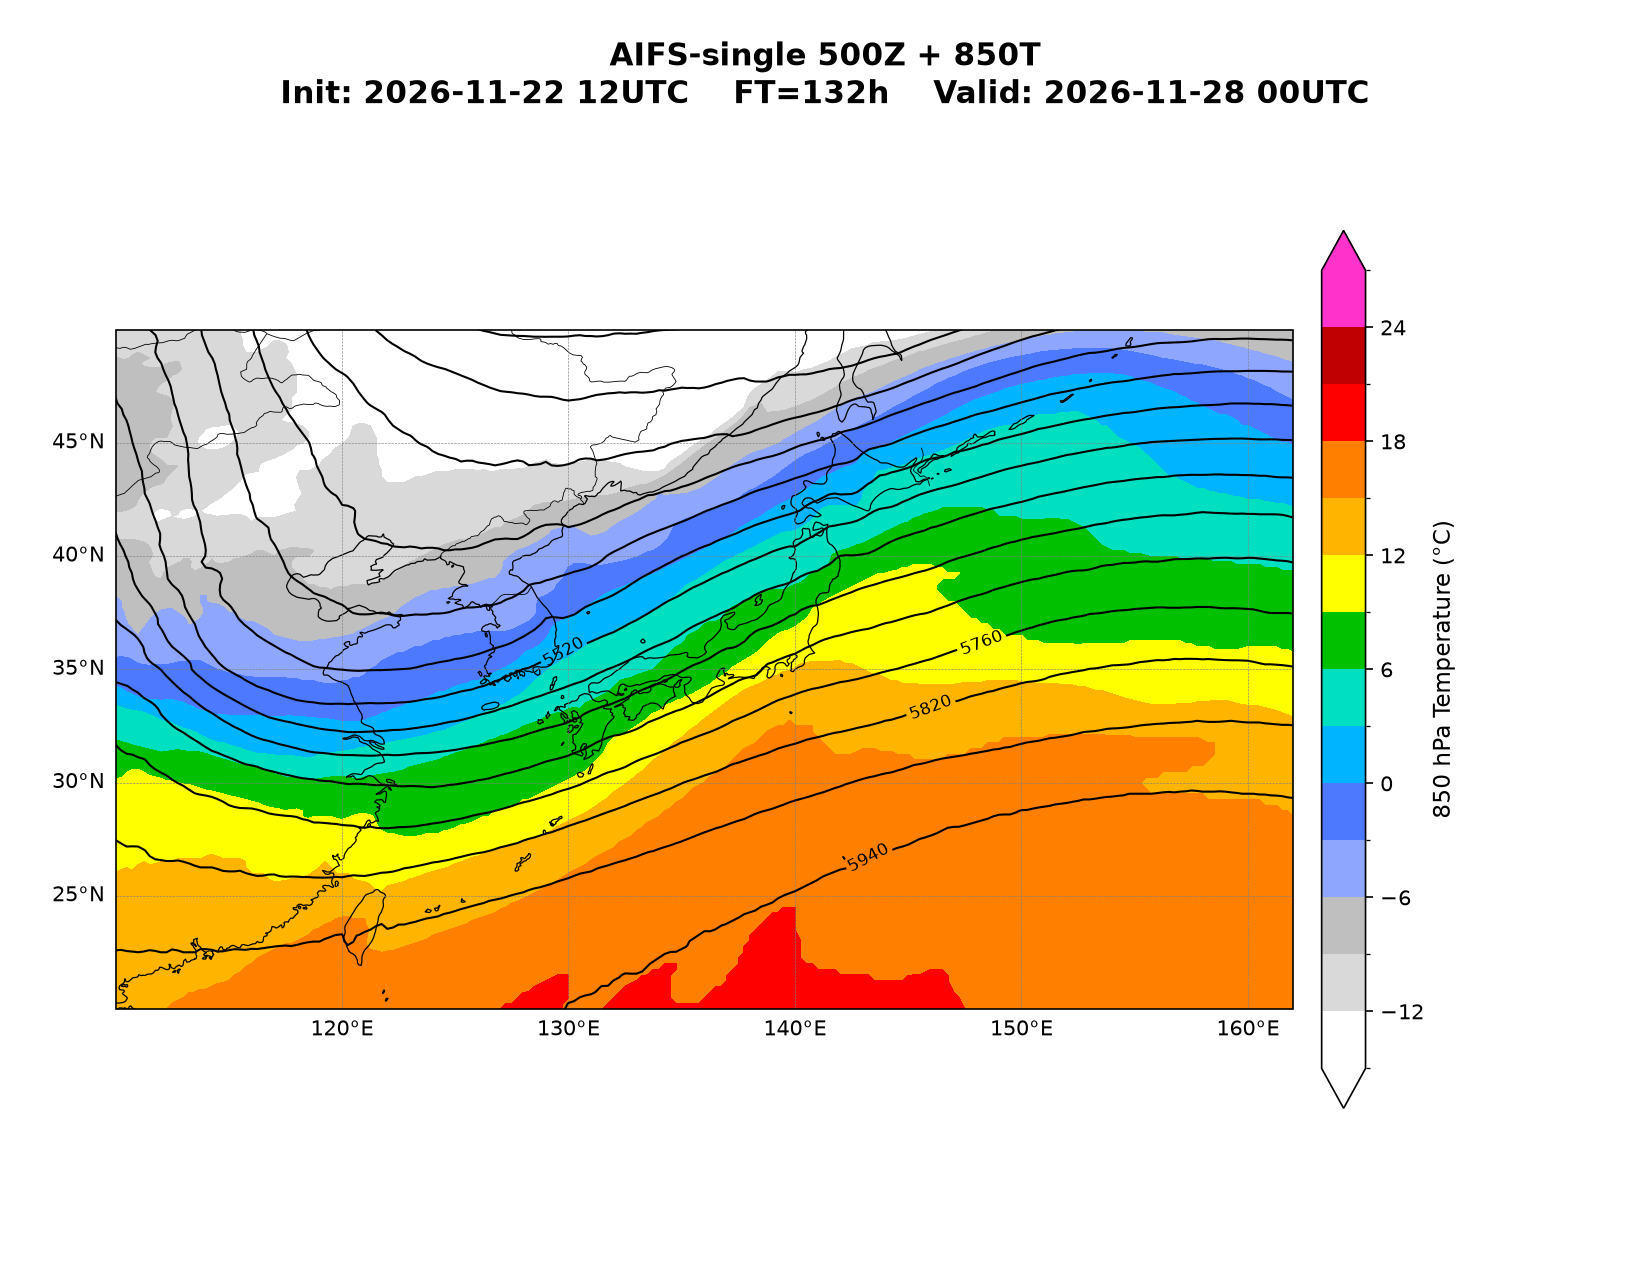 AIFS-single 500Z + 850T
Init: 2026-11-22 12UTC    FT=132h    Valid: 2026-11-28 00UTC
45°N
40°N
35°N
30°N
25°N
120°E
130°E
140°E
150°E
160°E
5520
5760
5820
5940
24
18
12
6
0
−6
−12
850 hPa Temperature (°C)